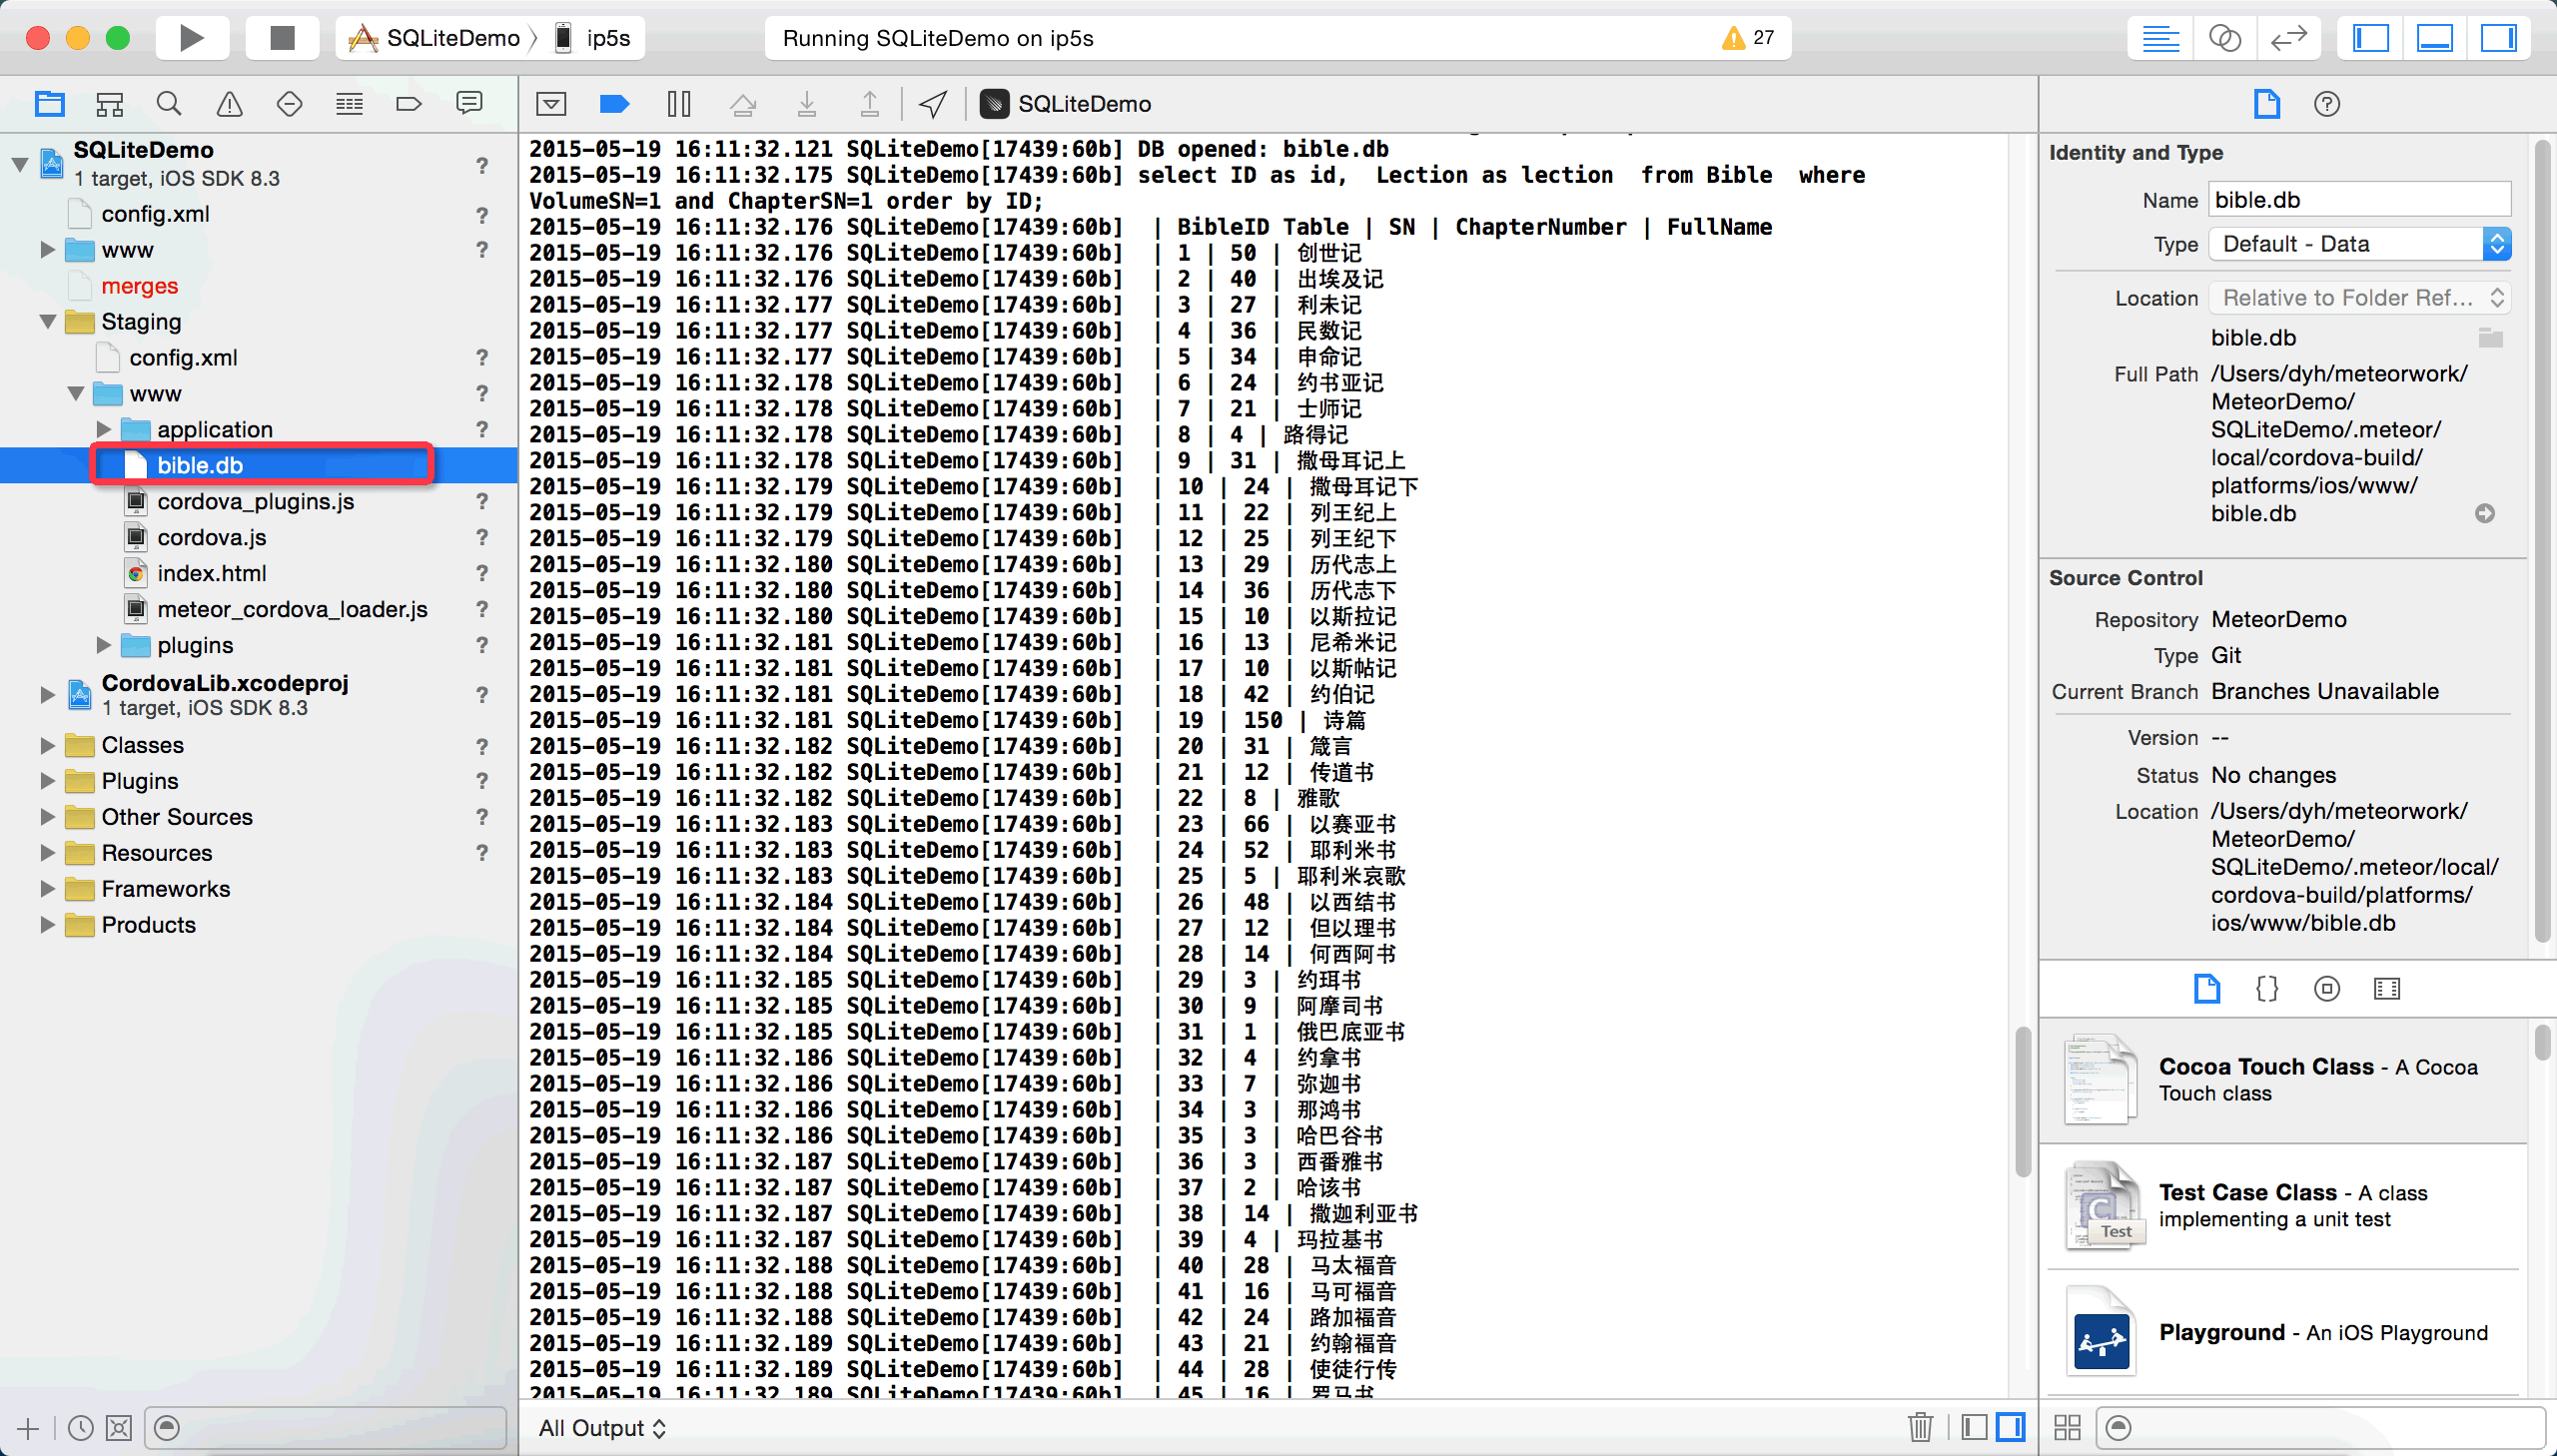 SQLiteDemo
ip5s
Running SQLiteDemo on ip5s
27
SQLiteDemo
SQLiteDemo
1 target, iOS SDK 8.3
?
config.xml ?
www ?
merges
Staging
config.xml ?
www ?
application ?
bible.db
cordova_plugins.js ?
cordova.js ?
index.html ?
meteor_cordova_loader.js ?
plugins ?
CordovaLib.xcodeproj
1 target, iOS SDK 8.3
?
Classes ?
Plugins ?
Other Sources ?
Resources ?
Frameworks
Products
2015-05-19 16:11:32.121 SQLiteDemo[17439:60b] DB opened: bible.db
2015-05-19 16:11:32.175 SQLiteDemo[17439:60b] select ID as id,  Lection as lection  from Bible  where
VolumeSN=1 and ChapterSN=1 order by ID;
2015-05-19 16:11:32.176 SQLiteDemo[17439:60b]  | BibleID Table | SN | ChapterNumber | FullName
2015-05-19 16:11:32.176 SQLiteDemo[17439:60b]  | 1 | 50 | 创世记
2015-05-19 16:11:32.176 SQLiteDemo[17439:60b]  | 2 | 40 | 出埃及记
2015-05-19 16:11:32.177 SQLiteDemo[17439:60b]  | 3 | 27 | 利未记
2015-05-19 16:11:32.177 SQLiteDemo[17439:60b]  | 4 | 36 | 民数记
2015-05-19 16:11:32.177 SQLiteDemo[17439:60b]  | 5 | 34 | 申命记
2015-05-19 16:11:32.178 SQLiteDemo[17439:60b]  | 6 | 24 | 约书亚记
2015-05-19 16:11:32.178 SQLiteDemo[17439:60b]  | 7 | 21 | 士师记
2015-05-19 16:11:32.178 SQLiteDemo[17439:60b]  | 8 | 4 | 路得记
2015-05-19 16:11:32.178 SQLiteDemo[17439:60b]  | 9 | 31 | 撒母耳记上
2015-05-19 16:11:32.179 SQLiteDemo[17439:60b]  | 10 | 24 | 撒母耳记下
2015-05-19 16:11:32.179 SQLiteDemo[17439:60b]  | 11 | 22 | 列王纪上
2015-05-19 16:11:32.179 SQLiteDemo[17439:60b]  | 12 | 25 | 列王纪下
2015-05-19 16:11:32.180 SQLiteDemo[17439:60b]  | 13 | 29 | 历代志上
2015-05-19 16:11:32.180 SQLiteDemo[17439:60b]  | 14 | 36 | 历代志下
2015-05-19 16:11:32.180 SQLiteDemo[17439:60b]  | 15 | 10 | 以斯拉记
2015-05-19 16:11:32.181 SQLiteDemo[17439:60b]  | 16 | 13 | 尼希米记
2015-05-19 16:11:32.181 SQLiteDemo[17439:60b]  | 17 | 10 | 以斯帖记
2015-05-19 16:11:32.181 SQLiteDemo[17439:60b]  | 18 | 42 | 约伯记
2015-05-19 16:11:32.181 SQLiteDemo[17439:60b]  | 19 | 150 | 诗篇
2015-05-19 16:11:32.182 SQLiteDemo[17439:60b]  | 20 | 31 | 箴言
2015-05-19 16:11:32.182 SQLiteDemo[17439:60b]  | 21 | 12 | 传道书
2015-05-19 16:11:32.182 SQLiteDemo[17439:60b]  | 22 | 8 | 雅歌
2015-05-19 16:11:32.183 SQLiteDemo[17439:60b]  | 23 | 66 | 以赛亚书
2015-05-19 16:11:32.183 SQLiteDemo[17439:60b]  | 24 | 52 | 耶利米书
2015-05-19 16:11:32.183 SQLiteDemo[17439:60b]  | 25 | 5 | 耶利米哀歌
2015-05-19 16:11:32.184 SQLiteDemo[17439:60b]  | 26 | 48 | 以西结书
2015-05-19 16:11:32.184 SQLiteDemo[17439:60b]  | 27 | 12 | 但以理书
2015-05-19 16:11:32.184 SQLiteDemo[17439:60b]  | 28 | 14 | 何西阿书
2015-05-19 16:11:32.185 SQLiteDemo[17439:60b]  | 29 | 3 | 约珥书
2015-05-19 16:11:32.185 SQLiteDemo[17439:60b]  | 30 | 9 | 阿摩司书
2015-05-19 16:11:32.185 SQLiteDemo[17439:60b]  | 31 | 1 | 俄巴底亚书
2015-05-19 16:11:32.186 SQLiteDemo[17439:60b]  | 32 | 4 | 约拿书
2015-05-19 16:11:32.186 SQLiteDemo[17439:60b]  | 33 | 7 | 弥迦书
2015-05-19 16:11:32.186 SQLiteDemo[17439:60b]  | 34 | 3 | 那鸿书
2015-05-19 16:11:32.186 SQLiteDemo[17439:60b]  | 35 | 3 | 哈巴谷书
2015-05-19 16:11:32.187 SQLiteDemo[17439:60b]  | 36 | 3 | 西番雅书
2015-05-19 16:11:32.187 SQLiteDemo[17439:60b]  | 37 | 2 | 哈该书
2015-05-19 16:11:32.187 SQLiteDemo[17439:60b]  | 38 | 14 | 撒迦利亚书
2015-05-19 16:11:32.187 SQLiteDemo[17439:60b]  | 39 | 4 | 玛拉基书
2015-05-19 16:11:32.188 SQLiteDemo[17439:60b]  | 40 | 28 | 马太福音
2015-05-19 16:11:32.188 SQLiteDemo[17439:60b]  | 41 | 16 | 马可福音
2015-05-19 16:11:32.188 SQLiteDemo[17439:60b]  | 42 | 24 | 路加福音
2015-05-19 16:11:32.189 SQLiteDemo[17439:60b]  | 43 | 21 | 约翰福音
2015-05-19 16:11:32.189 SQLiteDemo[17439:60b]  | 44 | 28 | 使徒行传
2015-05-19 16:11:32.189 SQLiteDemo[17439:60b]  | 45 | 16 | 罗马书
All Output
Identity and Type
Name bible.db
Type Default - Data
Location Relative to Folder Ref...
bible.db
Full Path /Users/dyh/meteorwork/
MeteorDemo/
SQLiteDemo/.meteor/
local/cordova-build/
platforms/ios/www/
bible.db
Source Control
Repository MeteorDemo
Type Git
Current Branch Branches Unavailable
Version --
Status No changes
Location /Users/dyh/meteorwork/
MeteorDemo/
SQLiteDemo/.meteor/local/
cordova-build/platforms/
ios/www/bible.db
Cocoa Touch Class - A Cocoa
Touch class
Test Case Class - A class
implementing a unit test
Test
Playground - An iOS Playground